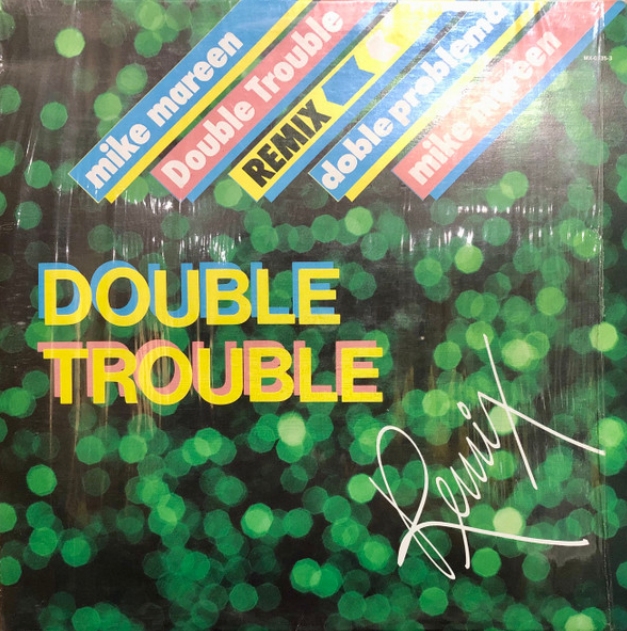 mike mareen
Double Trouble
REMIX
doble problema
mike mareen
DOUBLE
TROUBLE
Remix